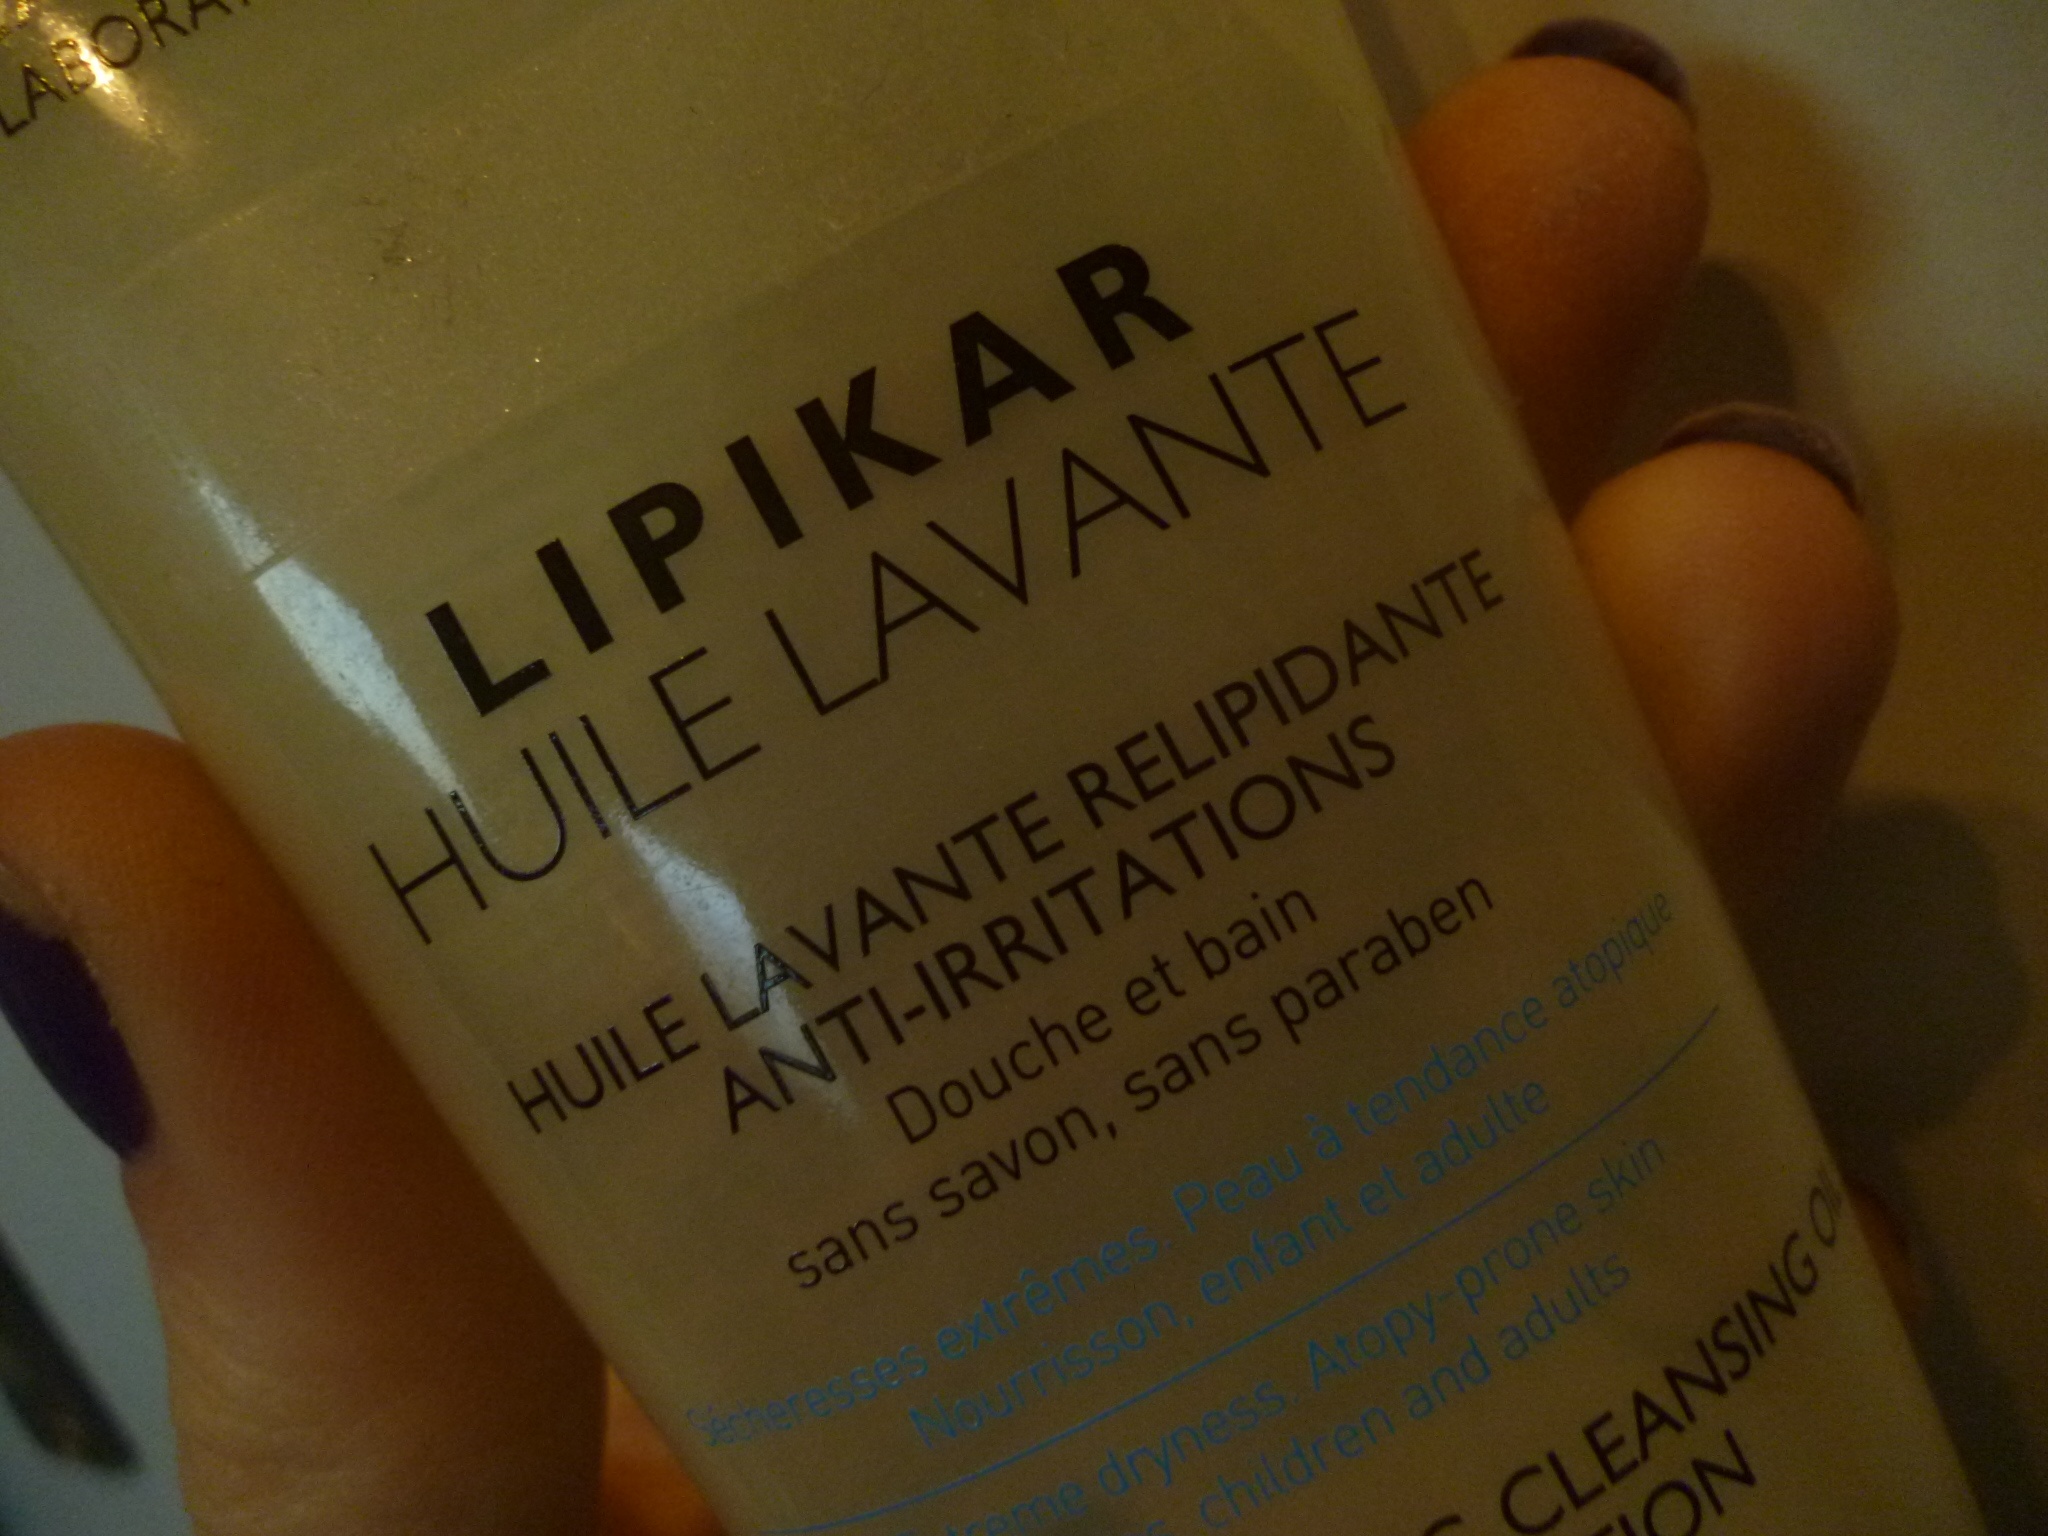 LIPIKAR
HUILE LAVANTE
HUILE LAVANTE RELIPIDANTE
ANTI-IRRITATIONS
Douche et bain
sans savon, sans paraben
Sécheresses extrêmes. Peau à tendance atopique
Nourrisson, enfant et adulte
dryness. Atopy-prone skin
children and adults
CLEANSING